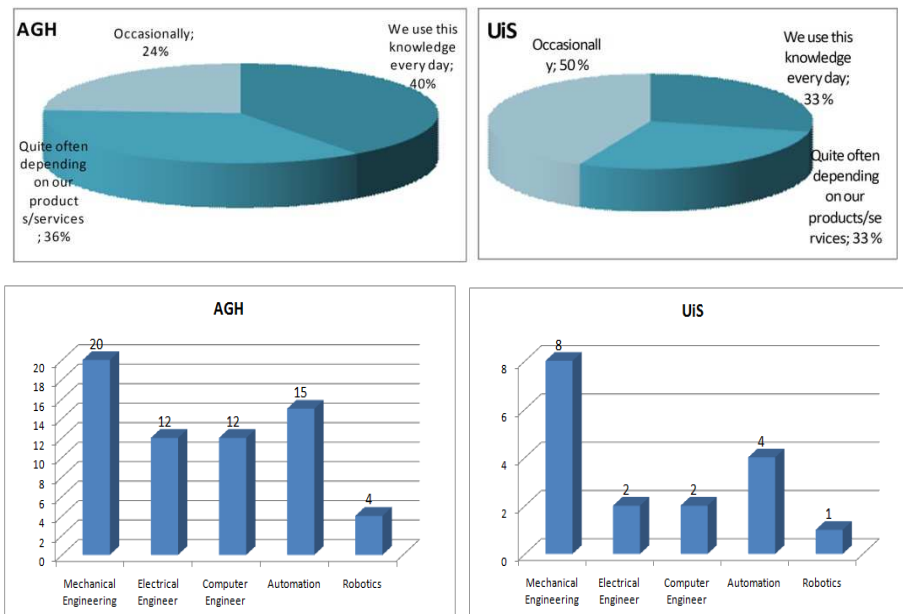 AGH
Occasionally;
24%
We use this
knowledge
every day;
40%
Quite often
depending
on our
product
s/services
; 36%
UiS
Occasionall
y; 50 %
We use this
knowledge
every day;
33 %
Quite often
depending
on our
products/se
rvices; 33 %
AGH
20
18
16
14
12
10
8
6
4
2
0
20
12
12
15
4
Mechanical
Engineering
Electrical
Engineer
Computer
Engineer
Automation
Robotics
UiS
8
6
4
2
0
8
2
2
4
1
Mechanical
Engineering
Electrical
Engineer
Computer
Engineer
Automation
Robotics